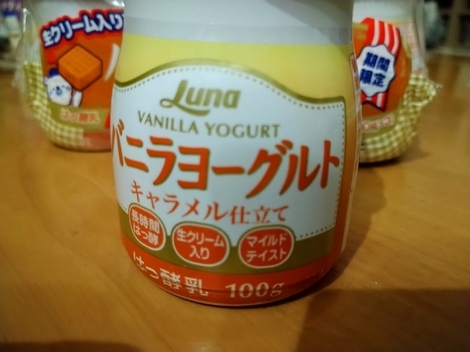 生クリーム入り
期間
限定
Luna
VANILLA YOGURT
バニラヨーグルト
キャラメル仕立て
長時間
はっ酵
生クリーム
入り
マイルド
テイスト
はっ酵乳 100g